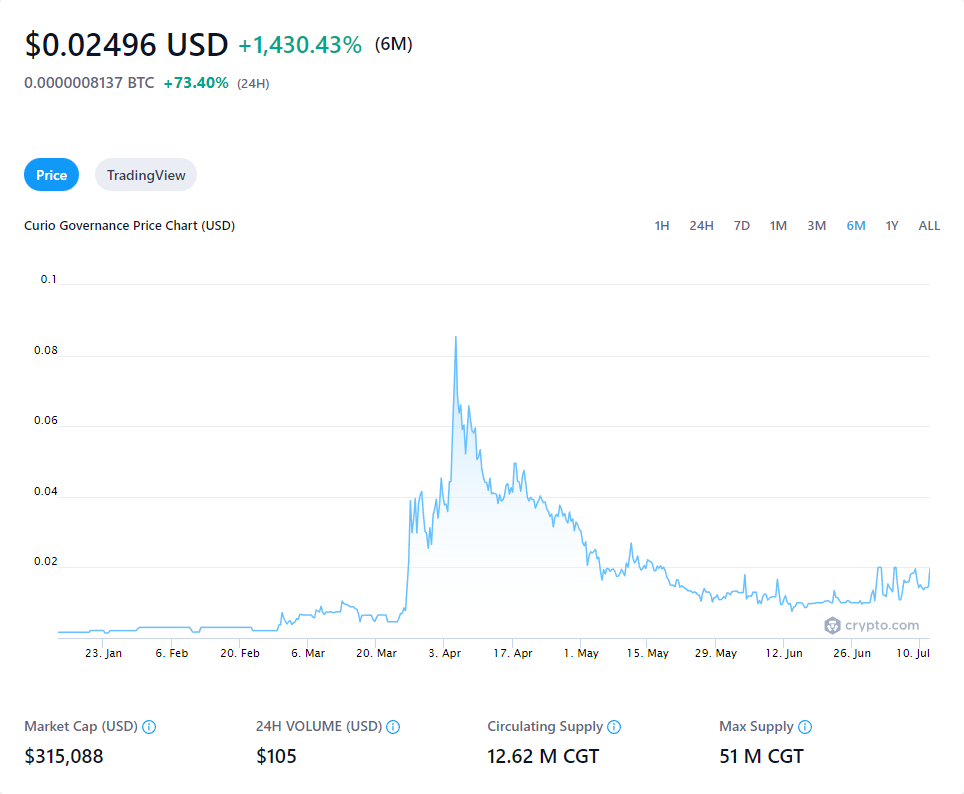 $0.02496 USD +1,430.43% (6M)
0.0000008137 BTC +73.40% (24H)
Price TradingView
Curio Governance Price Chart (USD) 1H 24H 7D 1M 3M 6M 1Y ALL
0.1
0.08
0.06
0.04
0.02
crypto.com
23. Jan 6. Feb 20. Feb 6. Mar 20. Mar 3. Apr 17. Apr 1. May 15. May 29. May 12. Jun 26. Jun 10. Jul
Market Cap (USD) 24H VOLUME (USD) Circulating Supply Max Supply
$315,088 $105 12.62 M CGT 51 M CGT